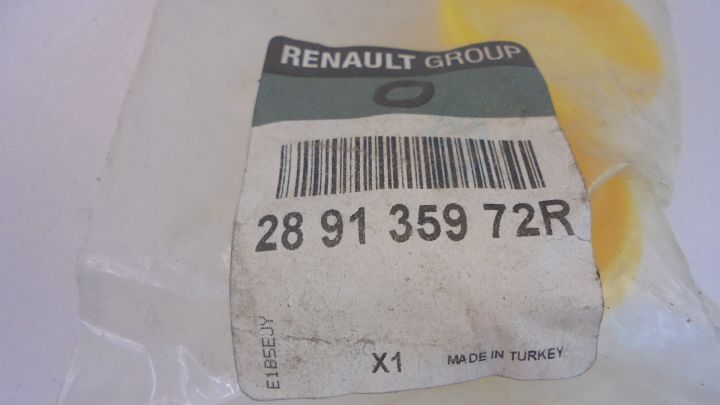 RENAULT GROUP
28 91 359 72R
E1B5EJY
X1
MADE IN TURKEY